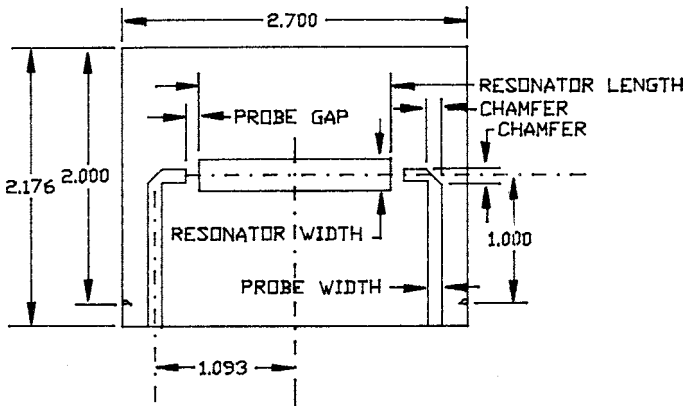 2.700
RESONATOR LENGTH
CHAMFER
PROBE GAP
CHAMFER
2.176
2.000
RESONATOR WIDTH
1.000
PROBE WIDTH
1.093